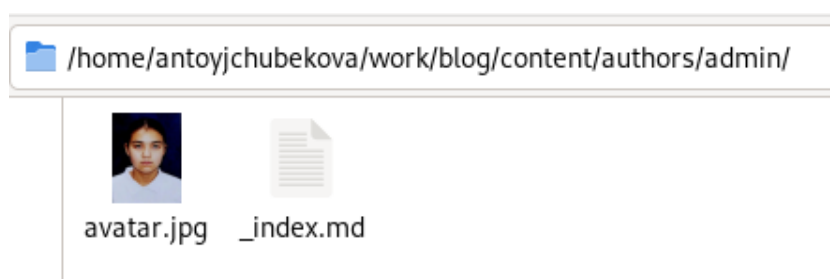 /home/antoyjchubekova/work/blog/content/authors/admin/
avatar.jpg _index.md